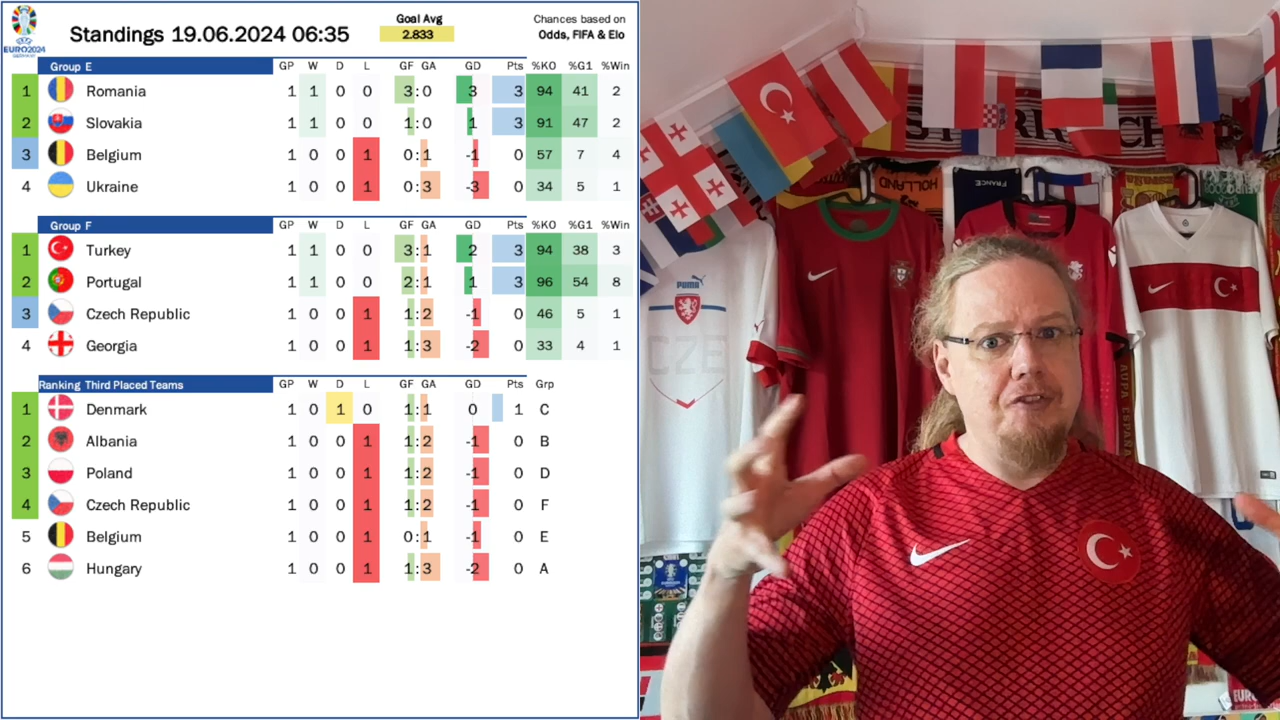 EURO2024
Standings 19.06.2024 06:35
Goal Avg
2.833
Chances based on
Odds, FIFA & Elo
Group E GP W D L GF GA GD Pts %KO %G1 %Win
1 Romania 1 1 0 0 3:0 3 3 94 41 2
2 Slovakia 1 1 0 0 1:0 1 3 91 47 2
3 Belgium 1 0 0 1 0:1 -1 0 57 7 4
4 Ukraine 1 0 0 1 0:3 -3 0 34 5 1
Group F GP W D L GF GA GD Pts %KO %G1 %Win
1 Turkey 1 1 0 0 3:1 2 3 94 38 3
2 Portugal 1 1 0 0 2:1 1 3 96 54 8
3 Czech Republic 1 0 0 1 1:2 -1 0 46 5 1
4 Georgia 1 0 0 1 1:3 -2 0 33 4 1
Ranking Third Placed Teams GP W D L GF GA GD Pts Grp
1 Denmark 1 0 1 0 1:1 0 1 C
2 Albania 1 0 0 1 1:2 -1 0 B
3 Poland 1 0 0 1 1:2 -1 0 D
4 Czech Republic 1 0 0 1 1:2 -1 0 F
5 Belgium 1 0 0 1 0:1 -1 0 E
6 Hungary 1 0 0 1 1:3 -2 0 A
HOLLAND
FRANCE
PUMA
CZE
AUPA ESPAÑA
EURO